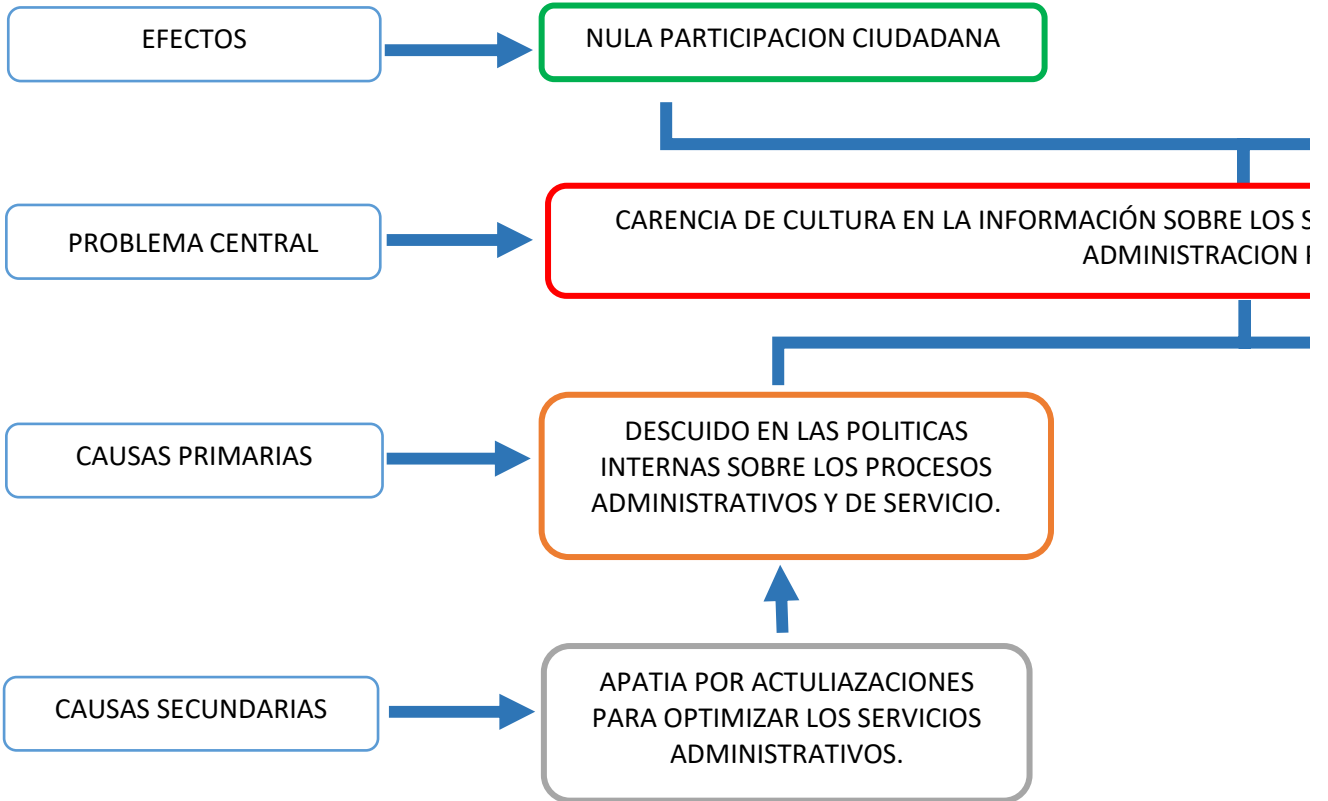 EFECTOS
NULA PARTICIPACION CIUDADANA
PROBLEMA CENTRAL
CARENCIA DE CULTURA EN LA INFORMACIÓN SOBRE LOS
ADMINISTRACION
CAUSAS PRIMARIAS
DESCUIDO EN LAS POLITICAS
INTERNAS SOBRE LOS PROCESOS
ADMINISTRATIVOS Y DE SERVICIO.
CAUSAS SECUNDARIAS
APATIA POR ACTULIAZACIONES
PARA OPTIMIZAR LOS SERVICIOS
ADMINISTRATIVOS.